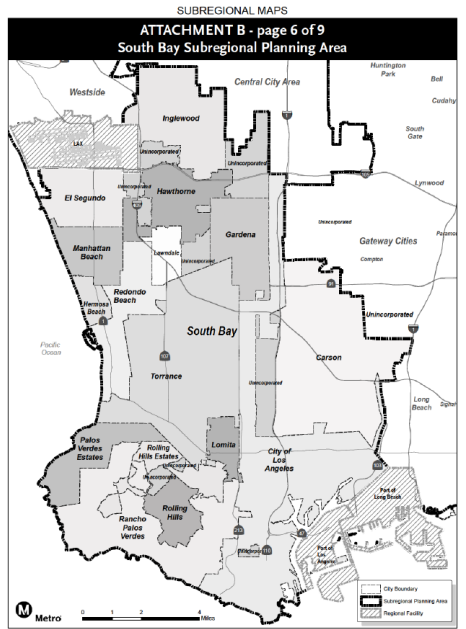 SUBREGIONAL MAPS
ATTACHMENT B - page 6 of 9
South Bay Subregional Planning Area
Huntington
Park
Bell
Westside
Central City Area
Cudahy
Inglewood
South
Gate
LAX
Unincorporated
Unincorporated
Lynwood
Unincorporated
Hawthorne
El Segundo
Unincorporated
Gardena
Gateway Cities
Manhattan
Beach
Lawndale
Unincorporated
Compton
Redondo
Beach
Hermosa
Beach
Unincorporated
1
South Bay
Pacific
Ocean
107
Carson
Torrance
Unincorporated
Long
Beach
Palos
Verdes
Estates
Rolling
Hills Estates
Lomita
City of
Los
Angeles
Unincorporated
Unincorporated
Rolling
Hills
Part of
Long Beach
Rancho
Palos
Verdes
Part of
Los
Angeles
City Boundary
Subregional Planning Area
Regional Facility
M
Metro
0 1 2 4
Miles